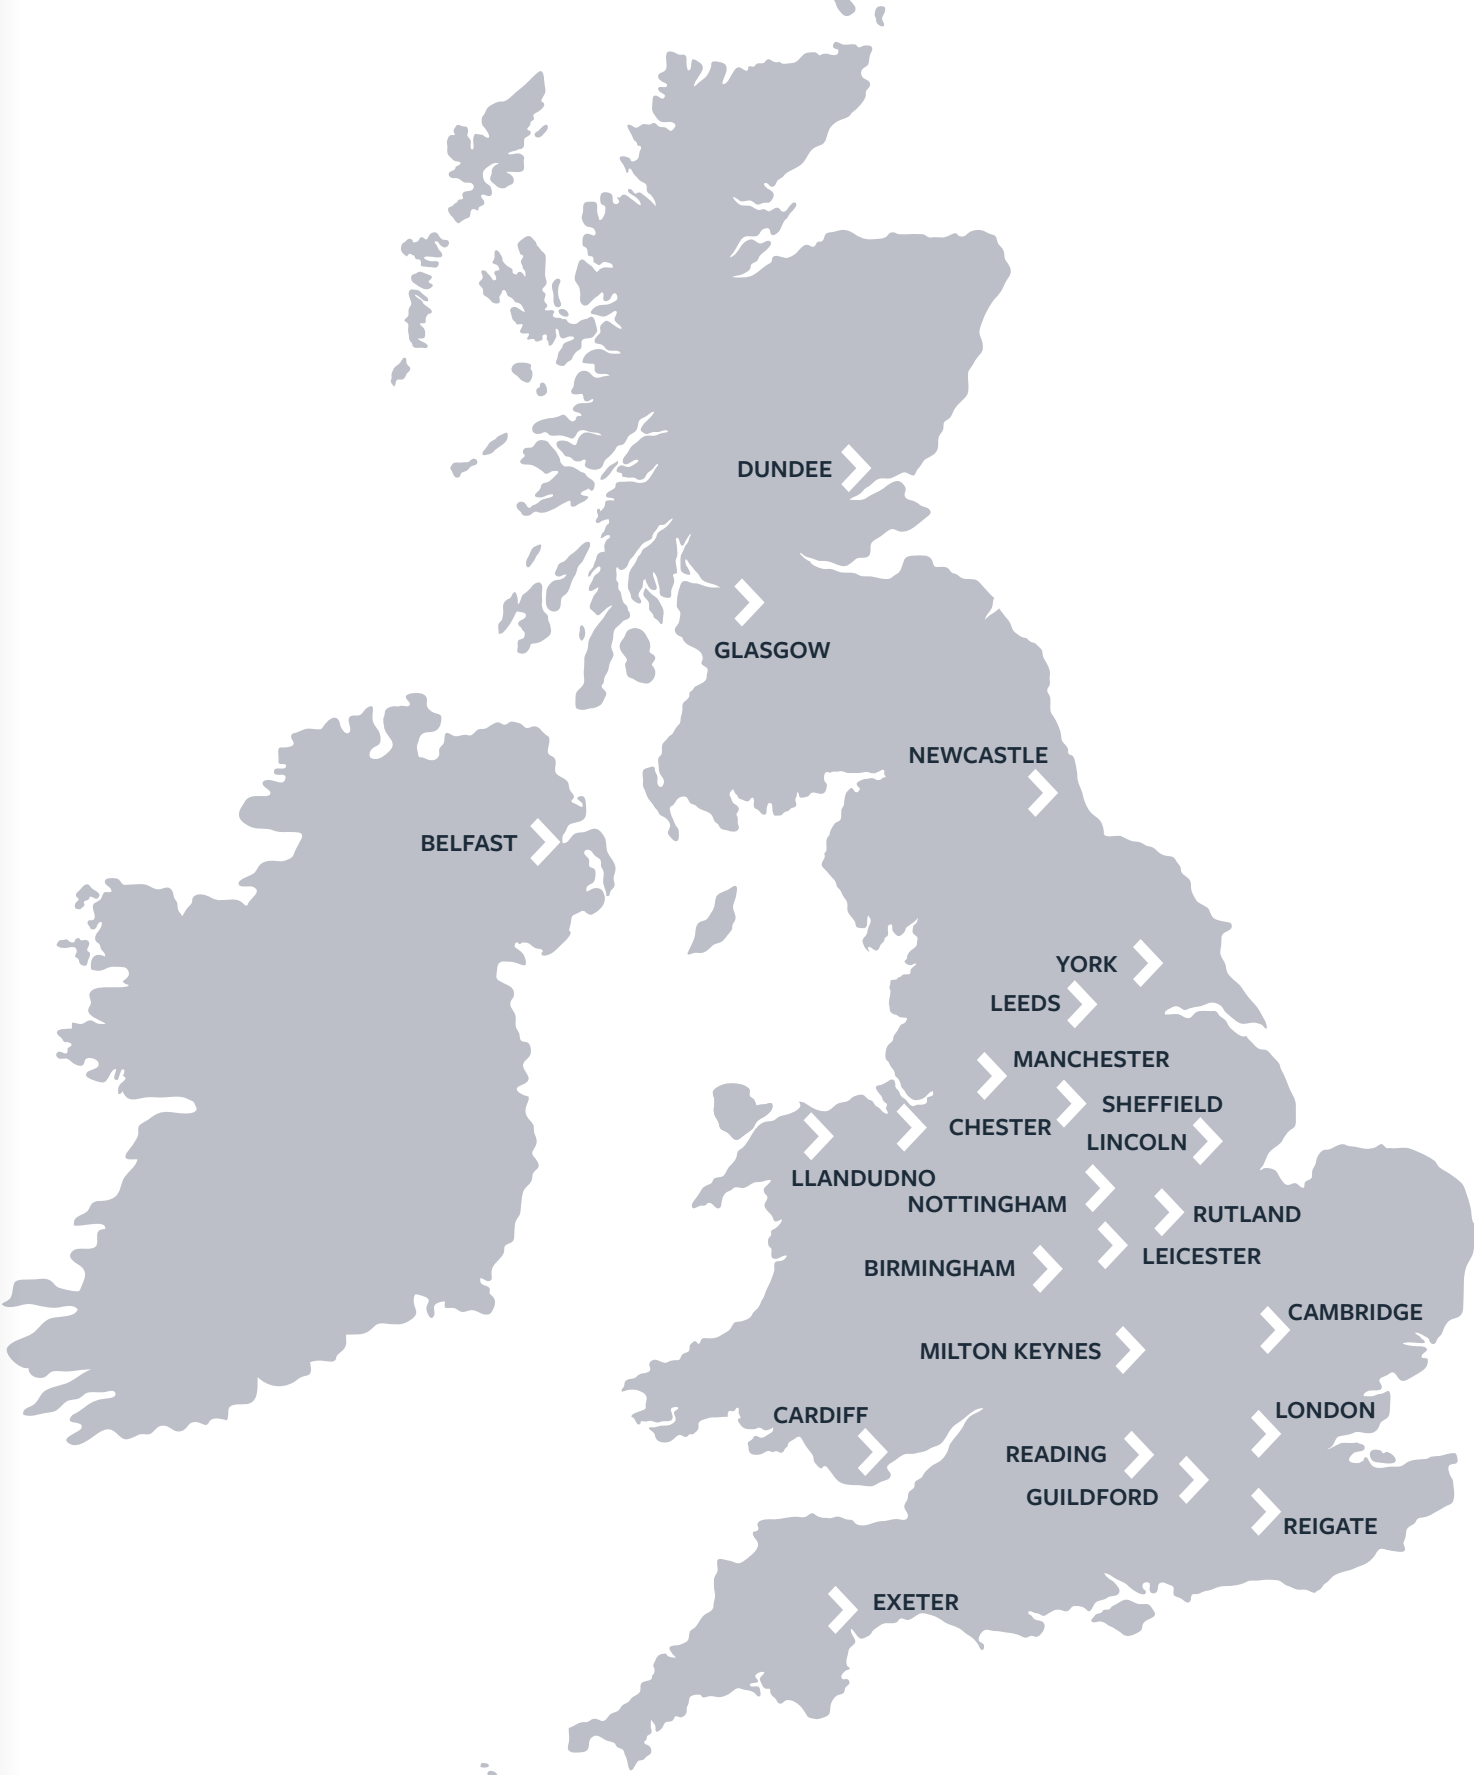 DUNDEE
GLASGOW
NEWCASTLE
BELFAST
YORK
LEEDS
MANCHESTER
SHEFFIELD
CHESTER
LINCOLN
LLANDUDNO
NOTTINGHAM
RUTLAND
LEICESTER
BIRMINGHAM
CAMBRIDGE
MILTON KEYNES
LONDON
CARDIFF
READING
GUILDFORD
REIGATE
EXETER